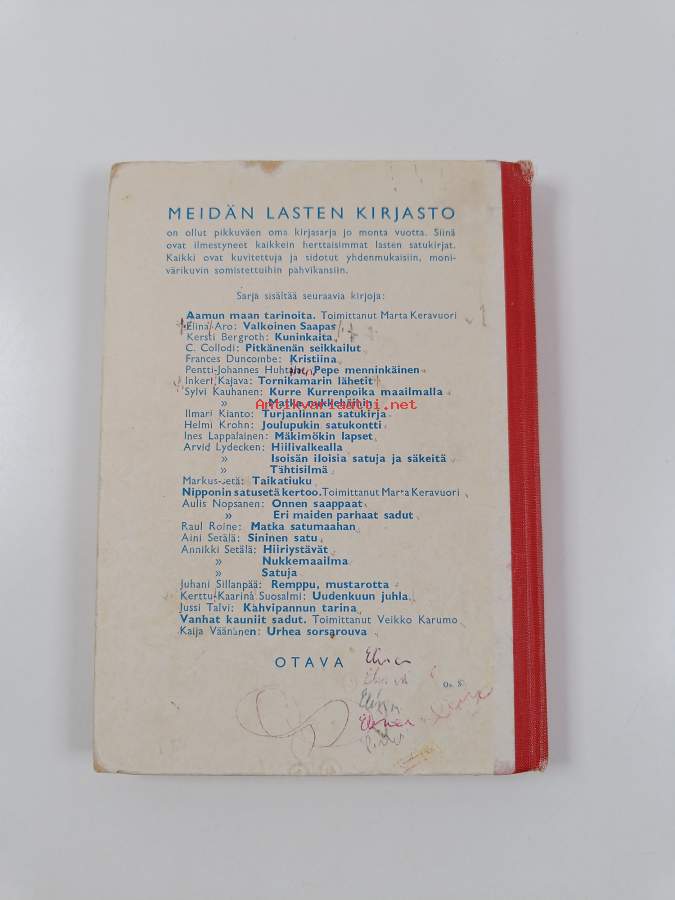 MEIDÄN LASTEN KIRJASTO
on ollut pikkuväen oma kirjasarja jo monta vuotta. Siinä
ovat ilmestyneet kaikkein herttaisimmat lasten satukirjat.
Kaikki ovat kuvitettuja ja sidotut yhdenmukaisiin, moni-
värikuvin somistettuihin pahvikansiin.
Sarja sisältää seuraavia kirjoja:
Aamun maan tarinoita. Toimittanut Marta Keravuori
Elina Aro: Valkoinen Saapas
Kersti Bergroth: Kuninkaita
C. Collodi: Pitkänenän seikkailut
Frances Duncombe: Kristiina
Pentti-Johannes Pepe menninkäinen
Inkeri Kajava: Tornikamarin lähetit
Sylvi Kauhanen: Kurre Kurrenpoika maailmalla
» Matka nukkehäihin
Antikvariaatti.net
Ilmari Kianto: Turjanlinnan satukirja
Helmi Krohn: Joulupukin satukontti
Ines Lappalainen: Mäkimökin lapset
Arvid Lydecken: Hiilivalkealla
» Isoisän iloisia satuja ja säkeitä
» Tähtisilmä
Markus-setä: Taikatiuku
Nipponin satusetä kertoo. Toimittanut Marta Keravuori
Aulis Nopsanen: Onnen saappaat
» Eri maiden parhaat sadut
Raul Roine: Matka satumaahan
Aini Setälä: Sininen satu
Annikki Setälä: Hiiriystävät
» Nukkemaailma
» Satuja
Juhani Sillanpää: Remppu, mustarotta
Kerttu-Kaarina Suosalmi: Uudenkuun juhla
Jussi Talvi: Kahvipannun tarina
Vanhat kauniit sadut. Toimittanut Veikko Karumo
Kaija Väänänen: Urhea sorsarouva
OTAVA